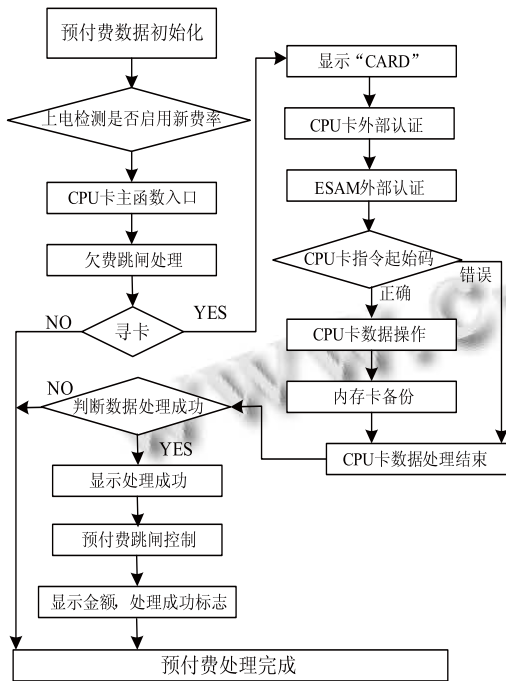 预付费数据初始化
上电检测是否启用新费率
CPU卡主函数入口
欠费跳闸处理
寻卡
NO
YES
显示“CARD”
CPU卡外部认证
ESAM外部认证
CPU卡指令起始码
错误
正确
CPU卡数据操作
内存卡备份
CPU卡数据处理结束
判断数据处理成功
NO
YES
显示处理成功
预付费跳闸控制
显示金额,处理成功标志
预付费处理完成